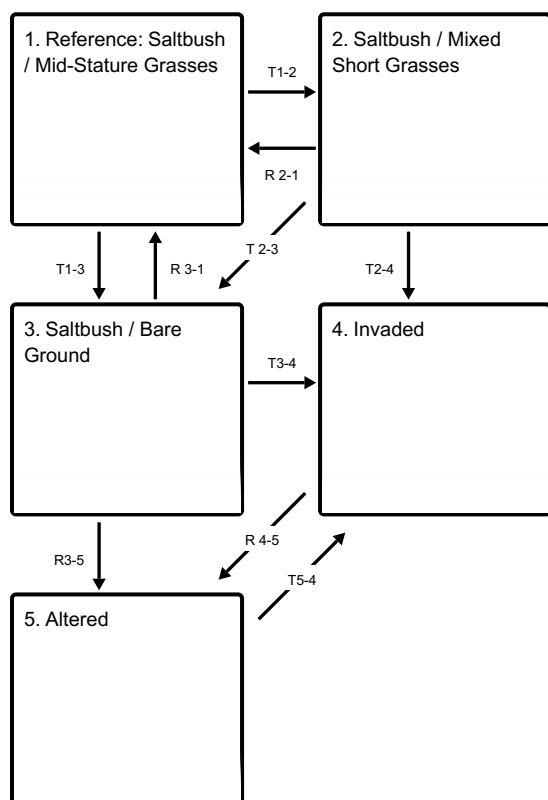 1. Reference: Saltbush
/ Mid-Stature Grasses
T1-2
2. Saltbush / Mixed
Short Grasses
R 2-1
T1-3
R 3-1
T 2-3
T2-4
3. Saltbush / Bare
Ground
T3-4
4. Invaded
R3-5
R 4-5
T5-4
5. Altered